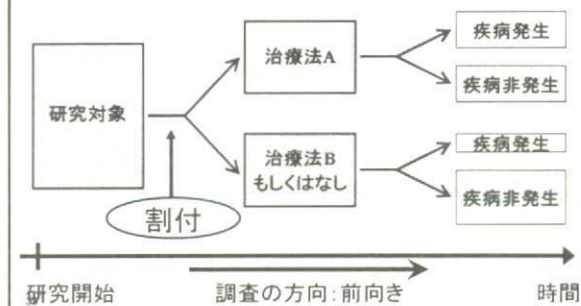 疾病発生
治療法A
疾病非発生
研究対象
治療法B
もしくはなし
疾病発生
疾病非発生
割付
研究開始
調査の方向:前向き
時間